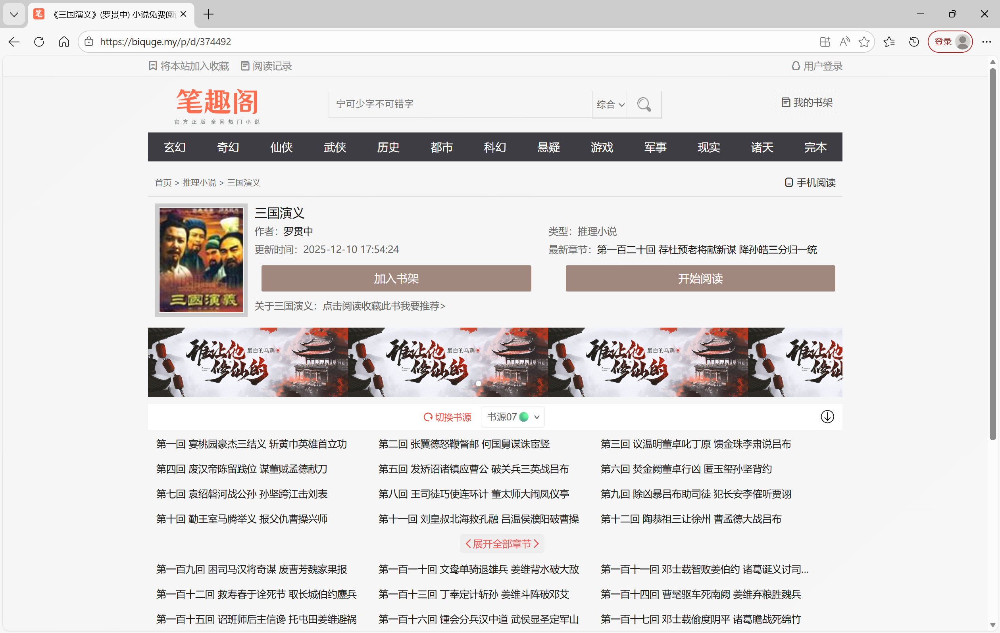 《三国演义》(罗贯中) 小说免费阅
https://biquge.my/p/d/374492
登录
将本站加入收藏 阅读记录 用户登录
笔趣阁
官方正版 全网热门小说
宁可少字不可错字 综合
我的书架
玄幻 奇幻 仙侠 武侠 历史 都市 科幻 悬疑 游戏 军事 现实 诸天 完本
首页 > 推理小说 > 三国演义 手机阅读
三国演义
作者：罗贯中 类型：推理小说
更新时间：2025-12-10 17:54:24 最新章节：第一百二十回 荐杜预老将献新谋 降孙皓三分归一统
加入书架 开始阅读
关于三国演义：点击阅读收藏此书我要推荐>
三國演義
谁让他修仙的 最白的乌鸦 谁让他修仙的 最白的乌鸦 谁让他修仙的 最白的乌鸦 谁让他修仙
切换书源 书源07
第一回 宴桃园豪杰三结义 斩黄巾英雄首立功 第二回 张翼德怒鞭督邮 何国舅谋诛宦竖 第三回 议温明董卓叱丁原 馈金珠李肃说吕布
第四回 废汉帝陈留践位 谋董贼孟德献刀 第五回 发矫诏诸镇应曹公 破关兵三英战吕布 第六回 焚金阙董卓行凶 匿玉玺孙坚背约
第七回 袁绍磐河战公孙 孙坚跨江击刘表 第八回 王司徒巧使连环计 董太师大闹凤仪亭 第九回 除凶暴吕布助司徒 犯长安李傕听贾诩
第十回 勤王室马腾举义 报父仇曹操兴师 第十一回 刘皇叔北海救孔融 吕温侯濮阳破曹操 第十二回 陶恭祖三让徐州 曹孟德大战吕布
展开全部章节
第一百九回 困司马汉将奇谋 废曹芳魏家果报 第一百一十回 文鸯单骑退雄兵 姜维背水破大敌 第一百十一回 邓士载智败姜伯约 诸葛诞义讨司...
第一百十二回 救寿春于诠死节 取长城伯约鏖兵 第一百十三回 丁奉定计斩孙 姜维斗阵破邓艾 第一百十四回 曹髦驱车死南阙 姜维弃粮胜魏兵
第一百十五回 诏班师后主信谗 托屯田姜维避祸 第一百十六回 锺会分兵汉中道 武侯显圣定军山 第一百十七回 邓士载偷度阴平 诸葛瞻战死绵竹